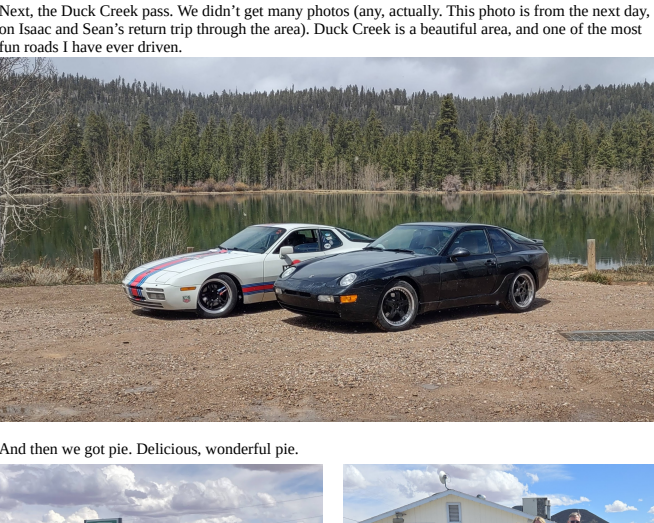 Next, the Duck Creek pass. We didn't get many photos (any, actually. This photo is from the next day,
on Isaac and Sean's return trip through the area). Duck Creek is a beautiful area, and one of the most
fun roads I have ever driven.
And then we got pie. Delicious, wonderful pie.